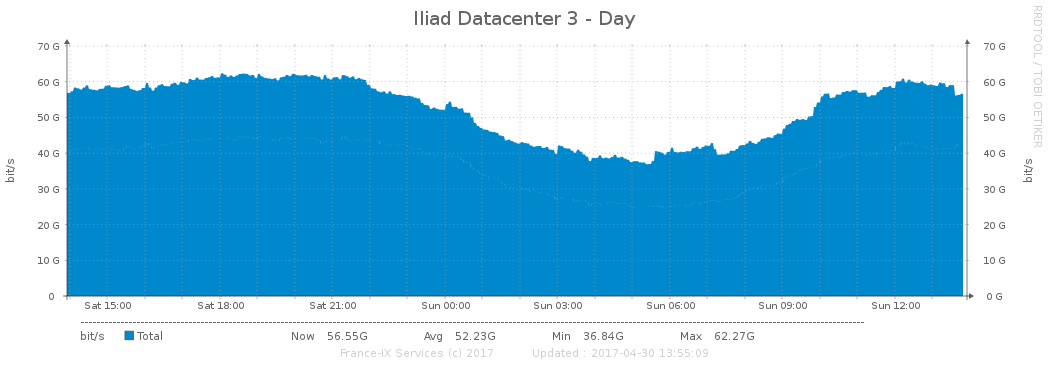 Iliad Datacenter 3 - Day
RRDTOOL / TOBI OETIKER
70 G 70 G
60 G 60 G
50 G 50 G
40 G 40 G
30 G 30 G
20 G 20 G
10 G 10 G
0 0 G
bit/s bit/s
Sat 15:00 Sat 18:00 Sat 21:00 Sun 00:00 Sun 03:00 Sun 06:00 Sun 09:00 Sun 12:00
bit/s Total Now 56.55G Avg 52.23G Min 36.84G Max 62.27G
France-IX Services (c) 2017 Updated : 2017-04-30 13:55:09